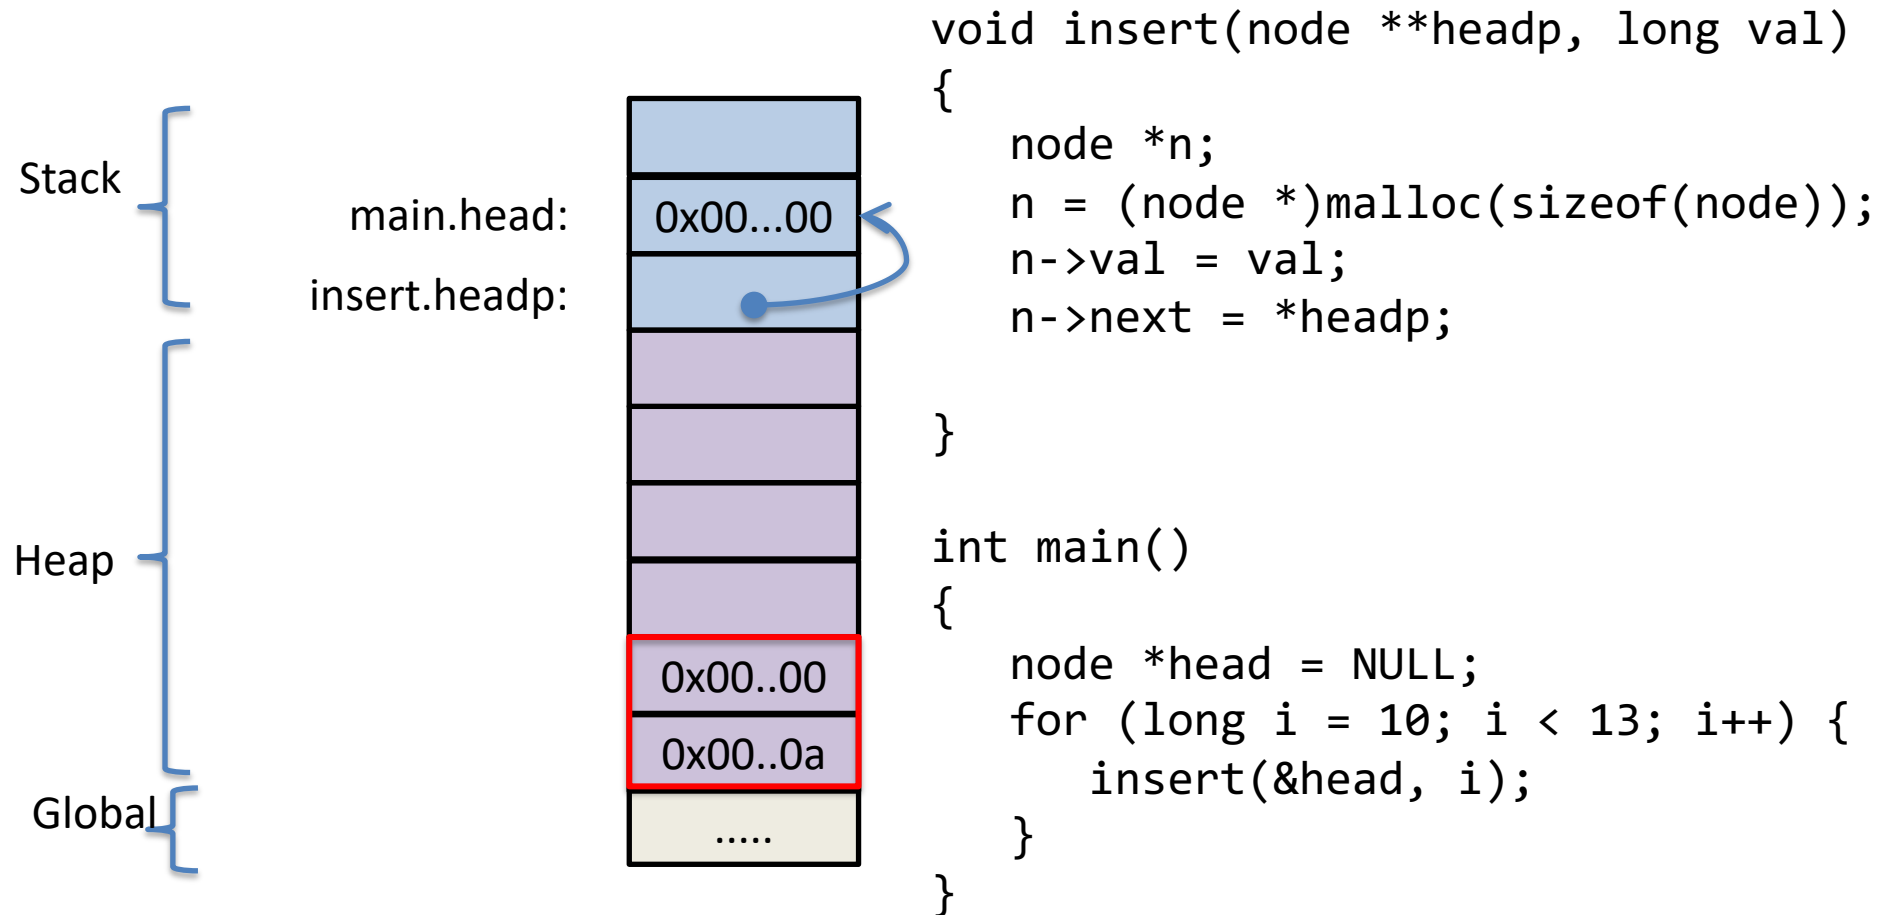 Stack
main.head:
0x00...00
insert.headp:
Heap
0x00..00
0x00..0a
Global
.....
void insert(node **headp, long val)
{
   node *n;
   n = (node *)malloc(sizeof(node));
   n->val = val;
   n->next = *headp;
}
int main()
{
   node *head = NULL;
   for (long i = 10; i < 13; i++) {
      insert(&head, i);
   }
}